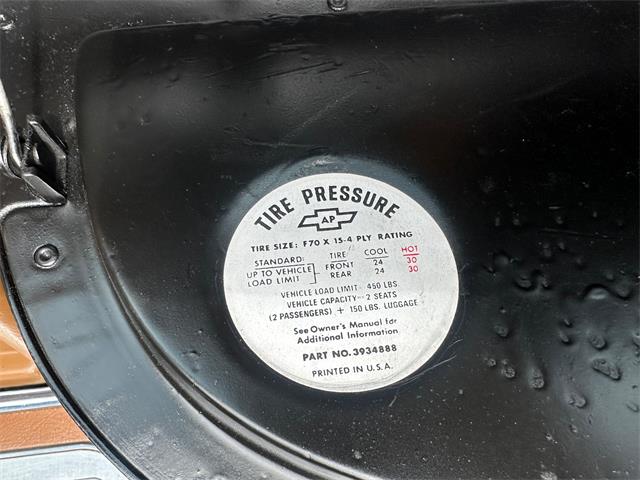 TIRE PRESSURE
AP
TIRE SIZE: F70 X 15-4 PLY RATING
STANDARD: TIRE COOL HOT
UP TO VEHICLE FRONT 24 30
LOAD LIMIT REAR 24 30
VEHICLE LOAD LIMIT- 450 LBS.
VEHICLE CAPACITY- 2 SEATS
(2 PASSENGERS) + 150 LBS. LUGGAGE
See Owner's Manual for
Additional Information
PART NO. 3934888
PRINTED IN U.S.A.